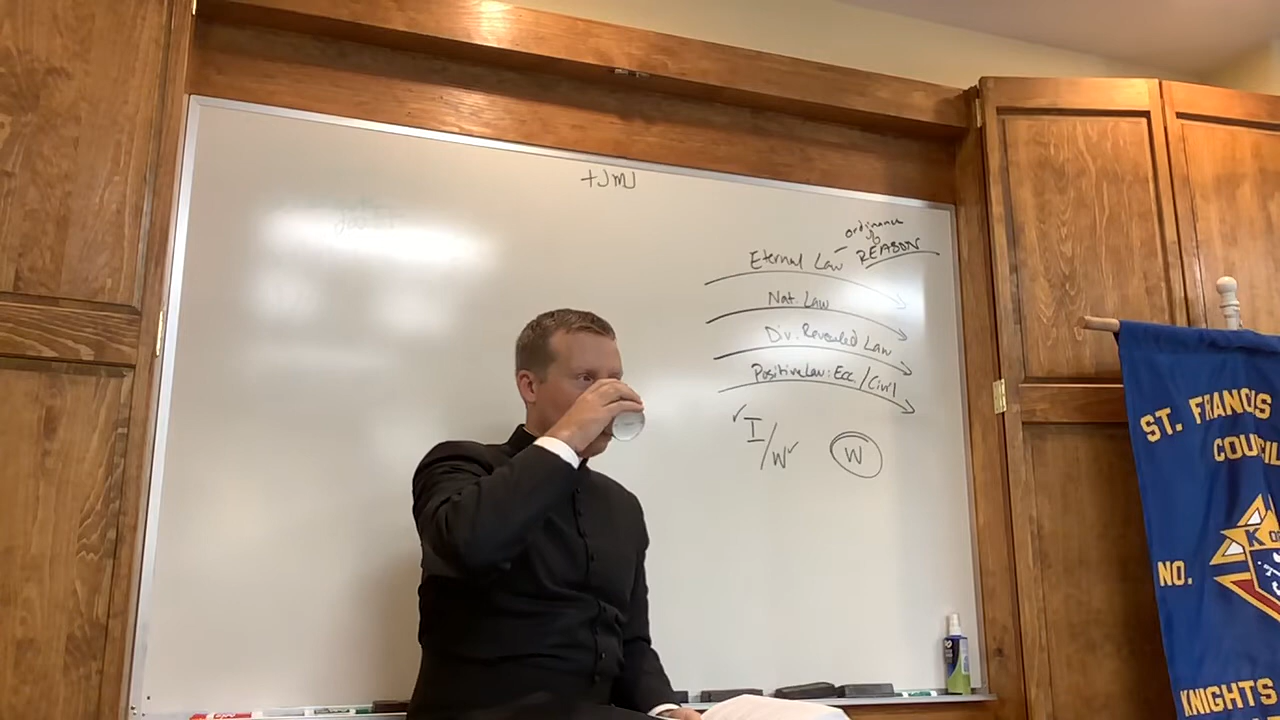 +JMJ
ordinance
of
Eternal Law – REASON
Nat. Law
Div. Revealed Law
Positive Law: Ecc./Civil
✓ I/W ✓
W
ST. FRANCIS
COUNCIL
NO.
K OF
KNIGHTS